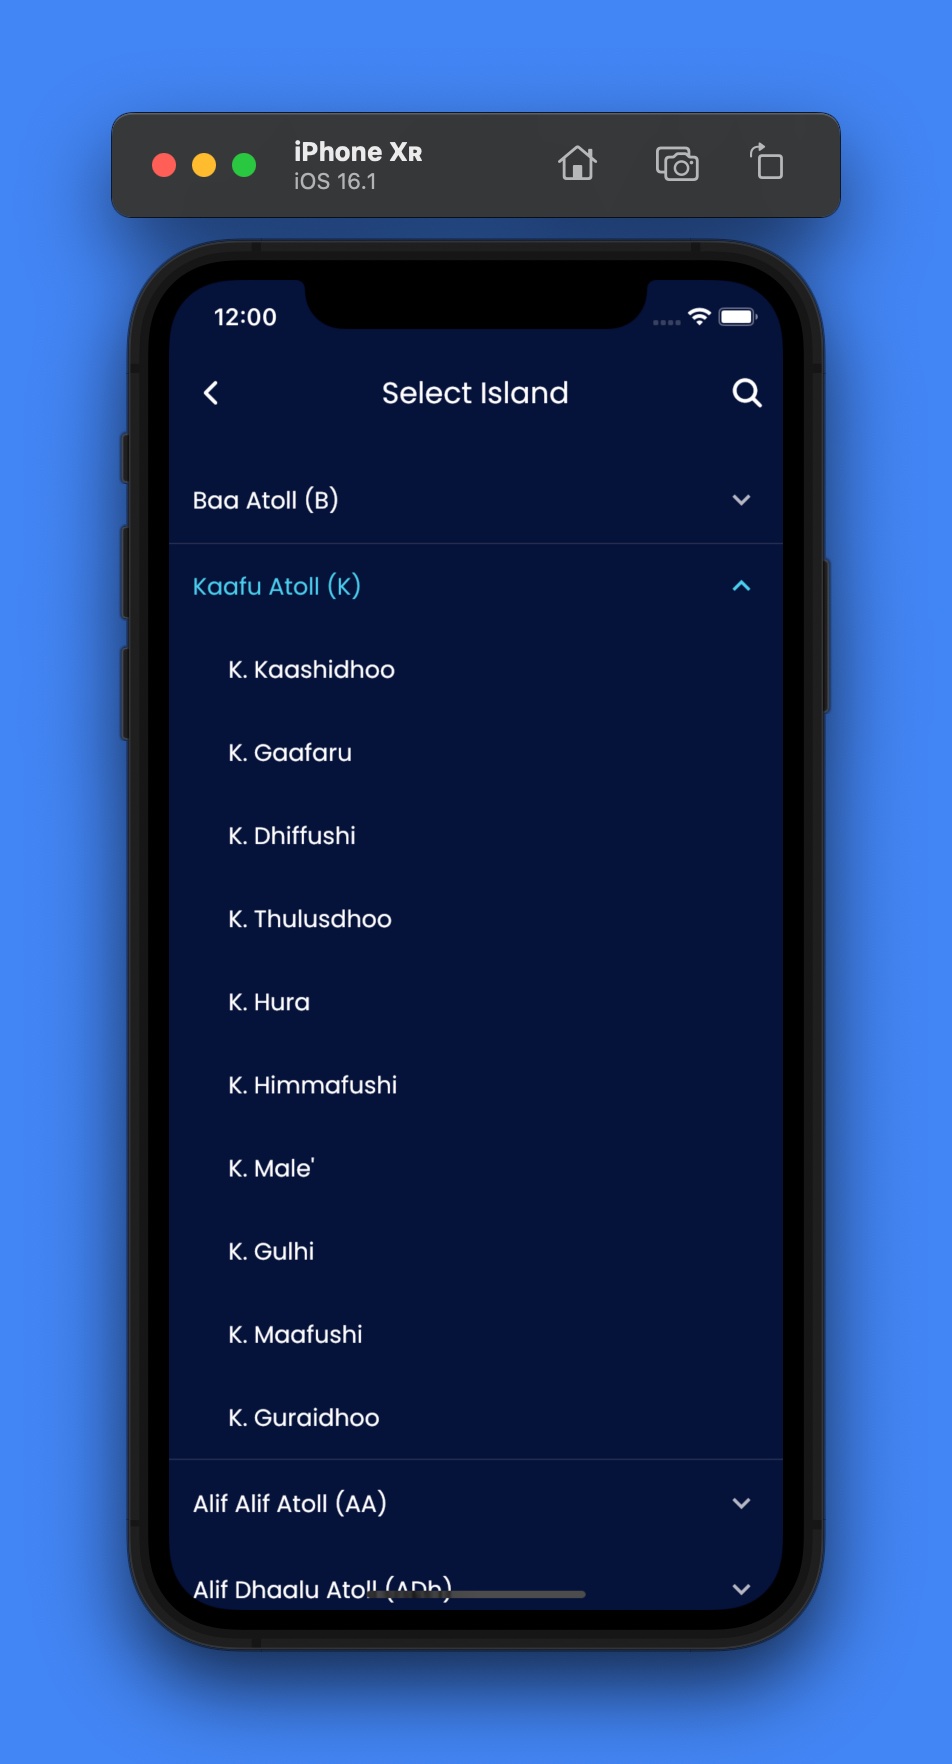 iPhone XR
iOS 16.1
12:00
Select Island
Baa Atoll (B)
Kaafu Atoll (K)
K. Kaashidhoo
K. Gaafaru
K. Dhiffushi
K. Thulusdhoo
K. Hura
K. Himmafushi
K. Male'
K. Gulhi
K. Maafushi
K. Guraidhoo
Alif Alif Atoll (AA)
Alif Dhaalu Atoll (ADh)